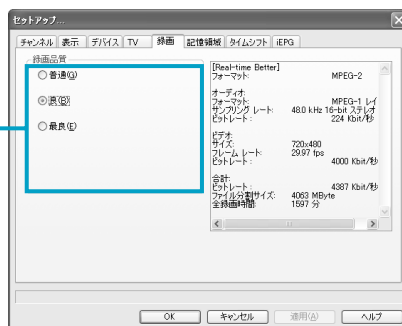 セットアップ...
チャンネル 表示 デバイス TV 録画 記憶領域 タイムシフト iEPG
録画品質
普通(G)
良(B)
最良(E)
[Real-time Better]
フォーマット: MPEG-2
オーディオ:
フォーマット: MPEG-1 レイ
サンプリング レート: 48.0 kHz 16-bit ステレオ
ビットレート: 224 Kbit/秒
ビデオ:
サイズ: 720x480
フレーム レート: 29.97 fps
ビットレート: 4000 Kbit/秒
合計:
ビットレート: 4387 Kbit/秒
ファイル分割サイズ: 4063 MByte
全録画時間: 1597 分
OK キャンセル 適用(A) ヘルプ